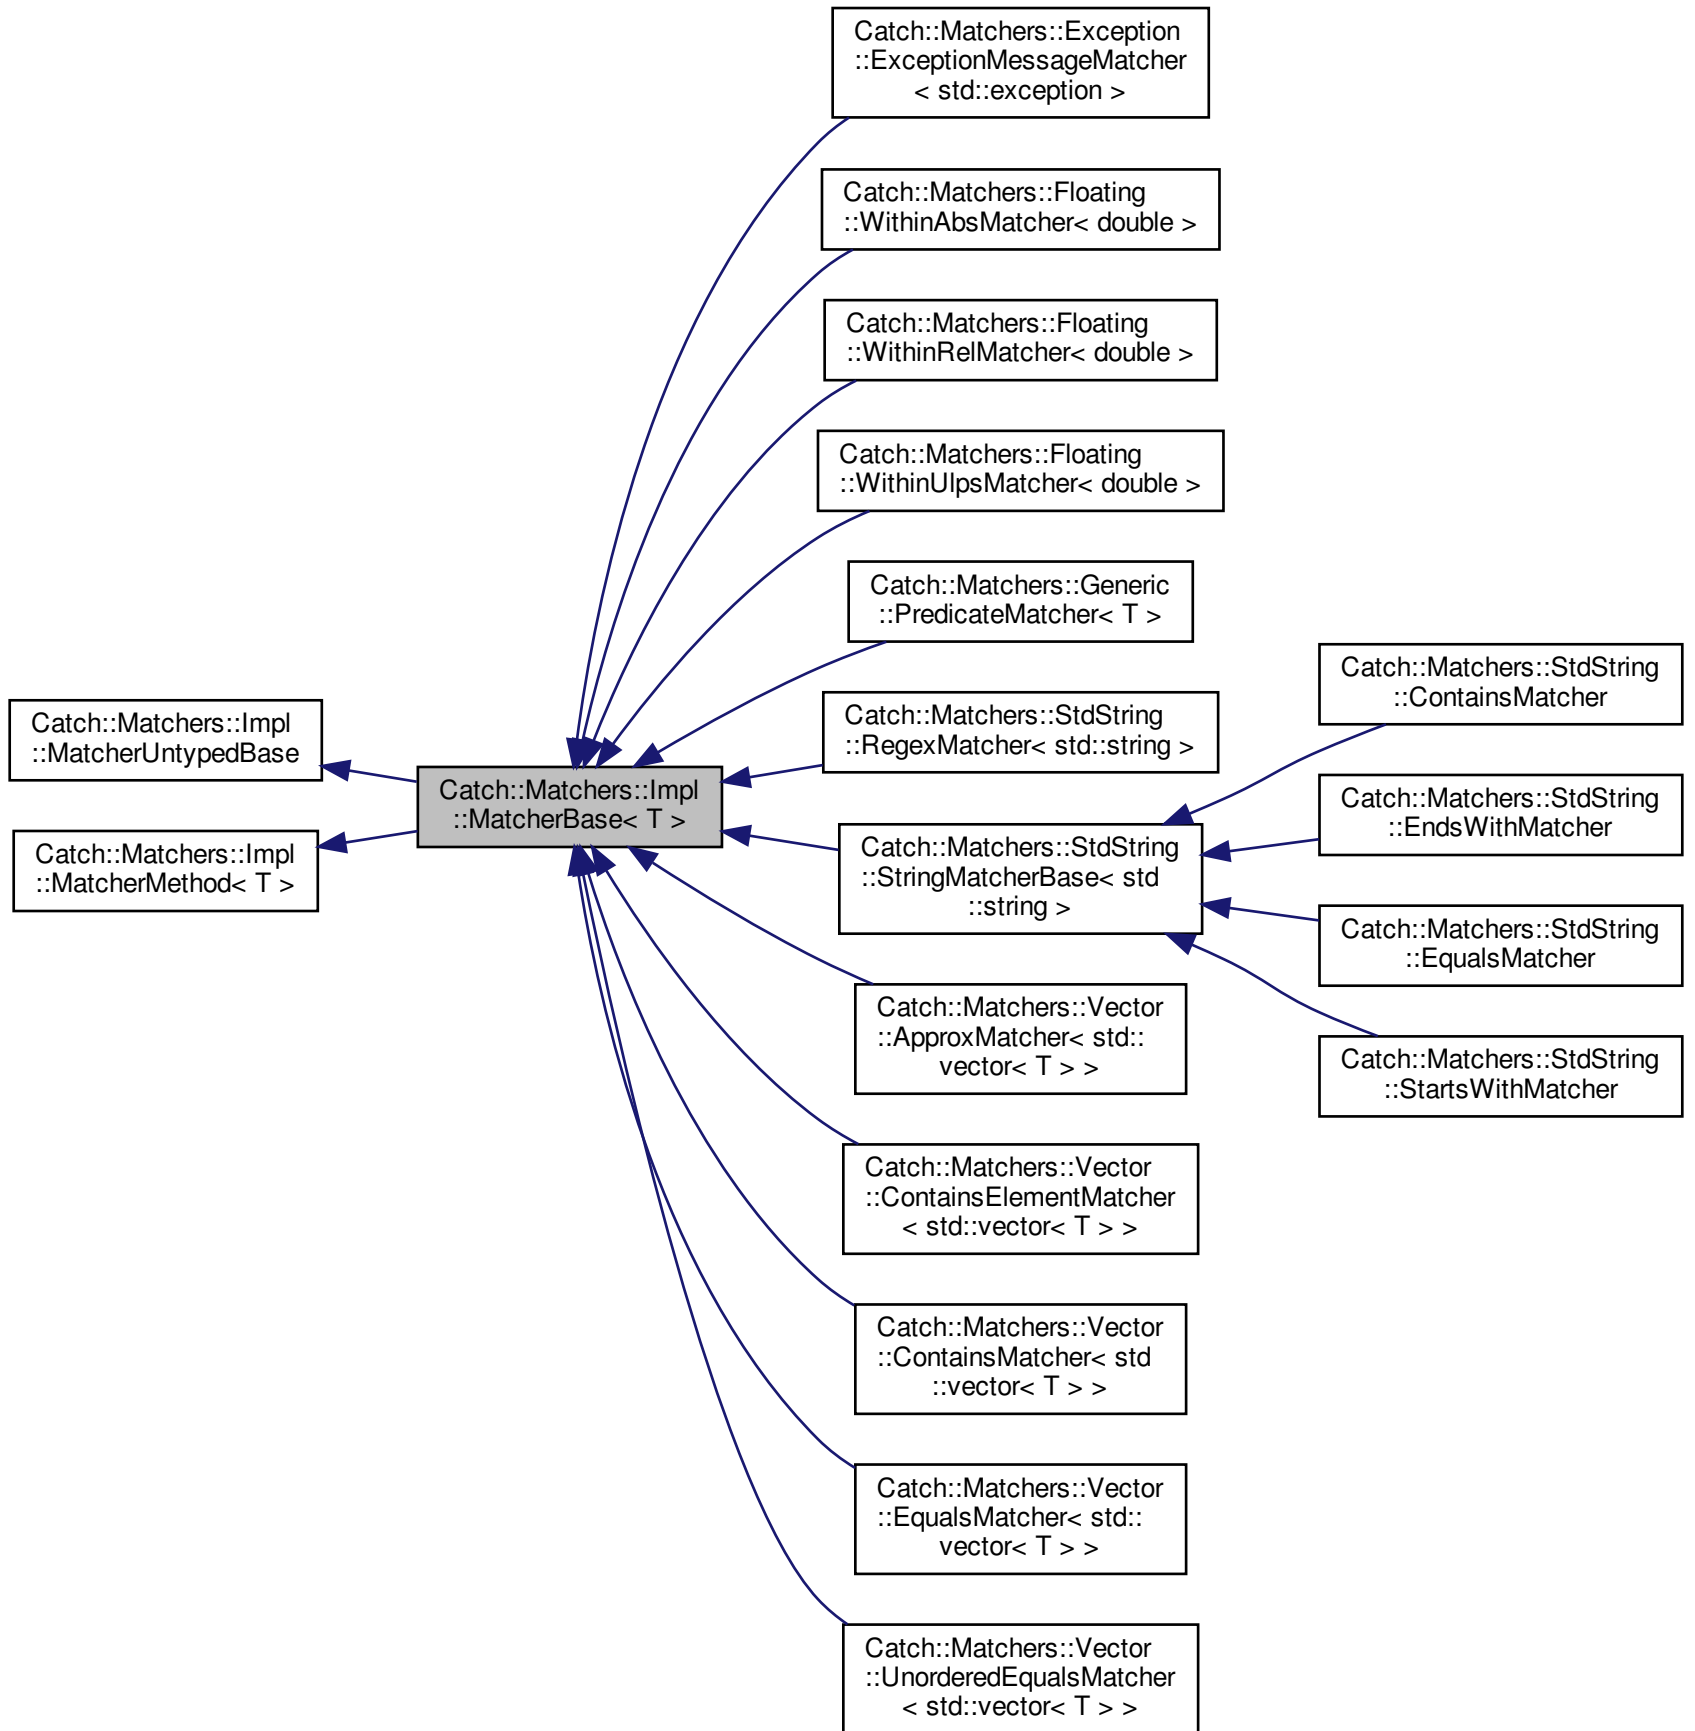 Catch::Matchers::Impl
::MatcherUntypedBase
Catch::Matchers::Impl
::MatcherMethod< T >
Catch::Matchers::Impl
::MatcherBase< T >
Catch::Matchers::Exception
::ExceptionMessageMatcher
< std::exception >
Catch::Matchers::Floating
::WithinAbsMatcher< double >
Catch::Matchers::Floating
::WithinRelMatcher< double >
Catch::Matchers::Floating
::WithinUlpsMatcher< double >
Catch::Matchers::Generic
::PredicateMatcher< T >
Catch::Matchers::StdString
::RegexMatcher< std::string >
Catch::Matchers::StdString
::StringMatcherBase< std
::string >
Catch::Matchers::Vector
::ApproxMatcher< std::
vector< T > >
Catch::Matchers::Vector
::ContainsElementMatcher
< std::vector< T > >
Catch::Matchers::Vector
::ContainsMatcher< std
::vector< T > >
Catch::Matchers::Vector
::EqualsMatcher< std::
vector< T > >
Catch::Matchers::Vector
::UnorderedEqualsMatcher
< std::vector< T > >
Catch::Matchers::StdString
::ContainsMatcher
Catch::Matchers::StdString
::EndsWithMatcher
Catch::Matchers::StdString
::EqualsMatcher
Catch::Matchers::StdString
::StartsWithMatcher